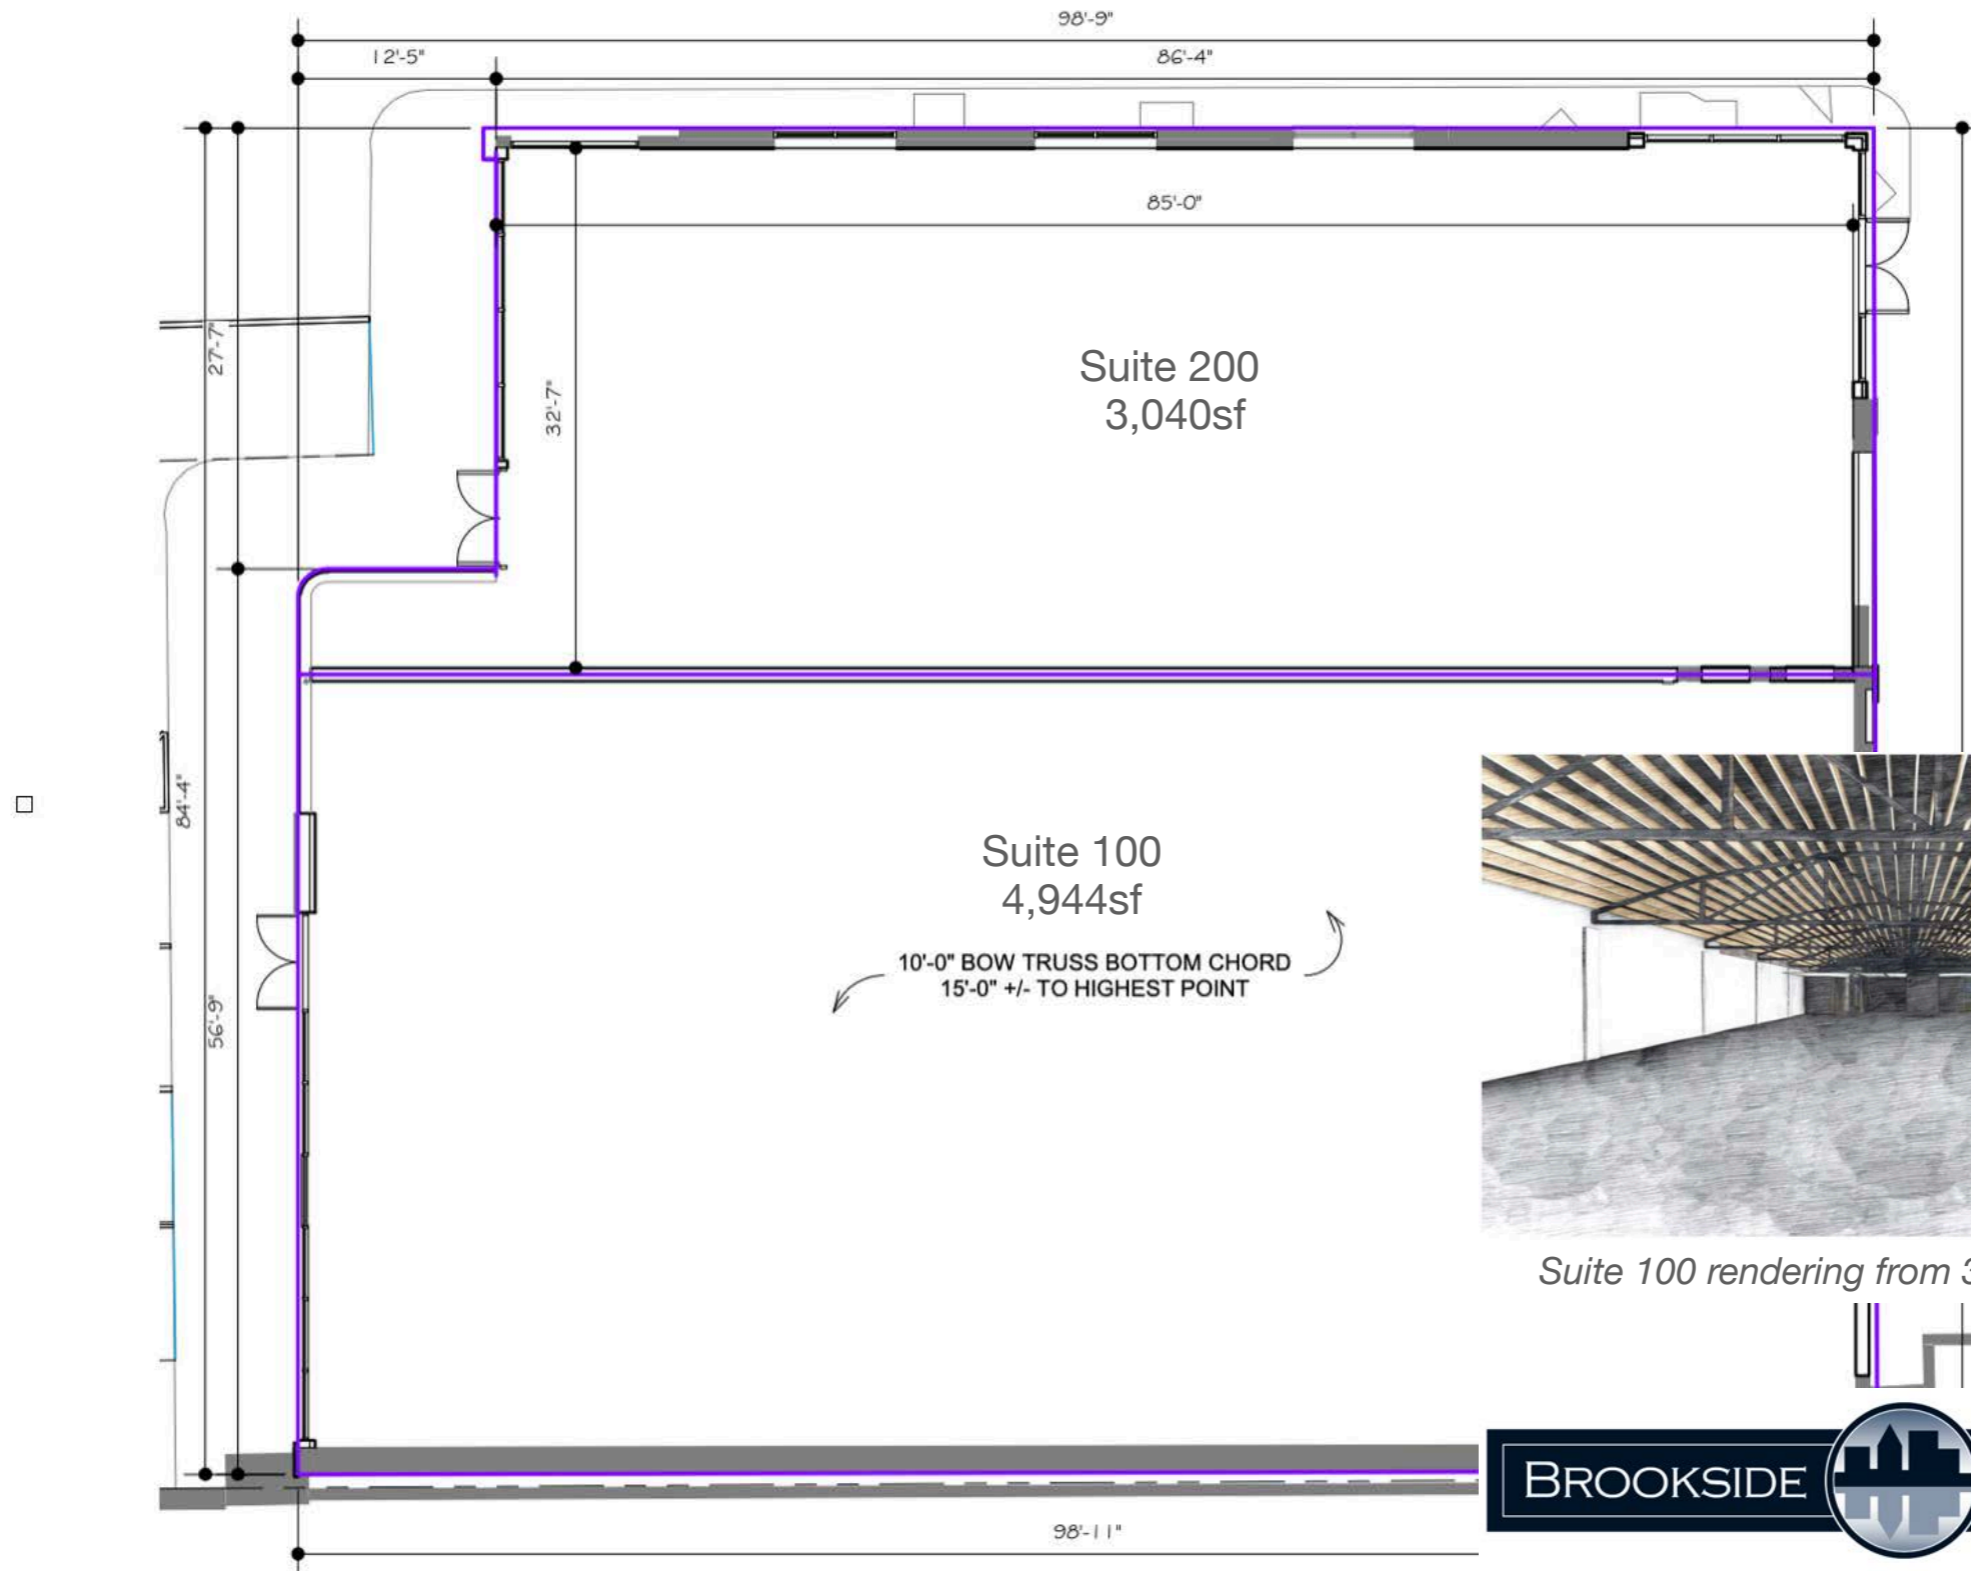 98'-9"
12'-5"
86'-4"
85'-0"
27'-7"
32'-7"
Suite 200
3,040sf
84'-4"
Suite 100
4,944sf
10'-0" BOW TRUSS BOTTOM CHORD
15'-0" +/- TO HIGHEST POINT
56'-9"
Suite 100 rendering from 3
BROOKSIDE
98'-11"